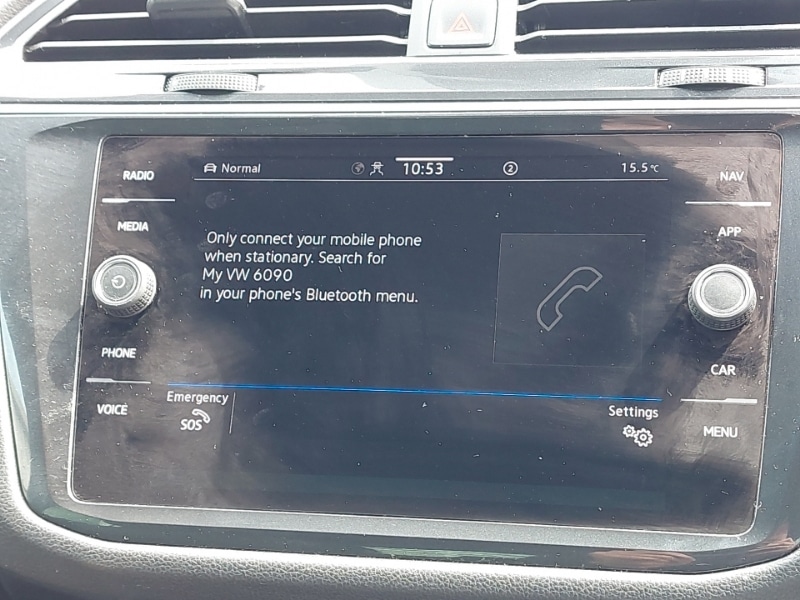 RADIO
Normal
10:53
2
15.5°C
NAV
MEDIA
APP
Only connect your mobile phone
when stationary. Search for
My VW 6090
in your phone's Bluetooth menu.
PHONE
CAR
VOICE
Emergency
SOS
Settings
MENU